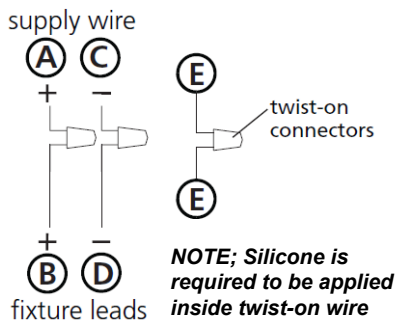 supply wire
A C
+ −
E
twist-on
connectors
E
+ −
B D
fixture leads
NOTE; Silicone is
required to be applied
inside twist-on wire